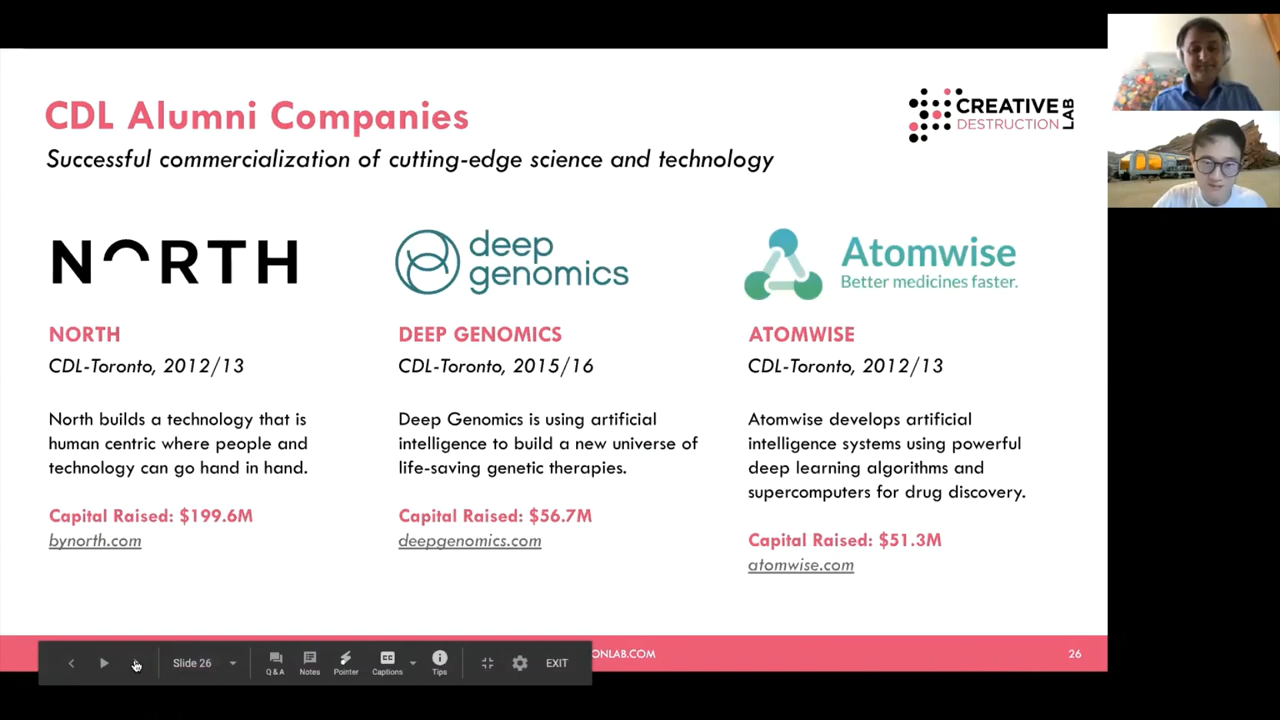 CDL Alumni Companies
Successful commercialization of cutting-edge science and technology
CREATIVE
DESTRUCTION
LAB
NORTH
deep
genomics
Atomwise
Better medicines faster.
NORTH
CDL-Toronto, 2012/13
North builds a technology that is
human centric where people and
technology can go hand in hand.
Capital Raised: $199.6M
bynorth.com
DEEP GENOMICS
CDL-Toronto, 2015/16
Deep Genomics is using artificial
intelligence to build a new universe of
life-saving genetic therapies.
Capital Raised: $56.7M
deepgenomics.com
ATOMWISE
CDL-Toronto, 2012/13
Atomwise develops artificial
intelligence systems using powerful
deep learning algorithms and
supercomputers for drug discovery.
Capital Raised: $51.3M
atomwise.com
Slide 26
Q & A
Notes
Pointer
Captions
Tips
EXIT
ONLAB.COM
26